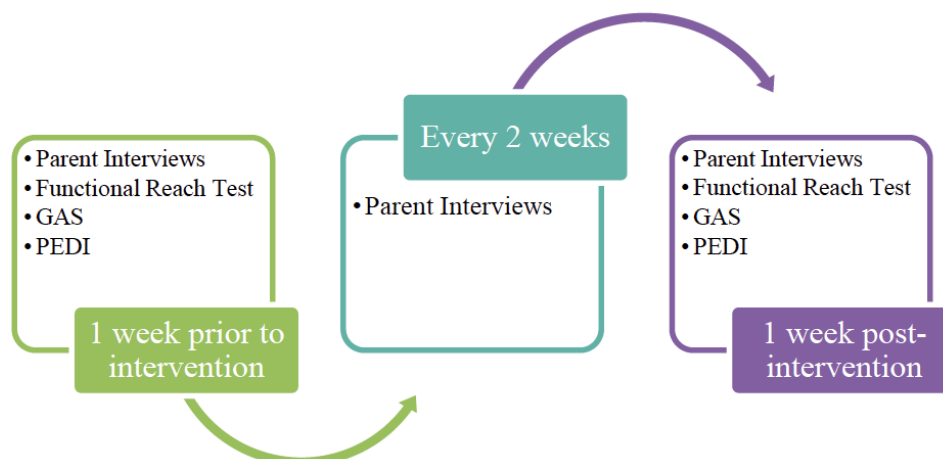 • Parent Interviews
• Functional Reach Test
• GAS
• PEDI
1 week prior to
intervention
Every 2 weeks
• Parent Interviews
• Parent Interviews
• Functional Reach Test
• GAS
• PEDI
1 week post-
intervention